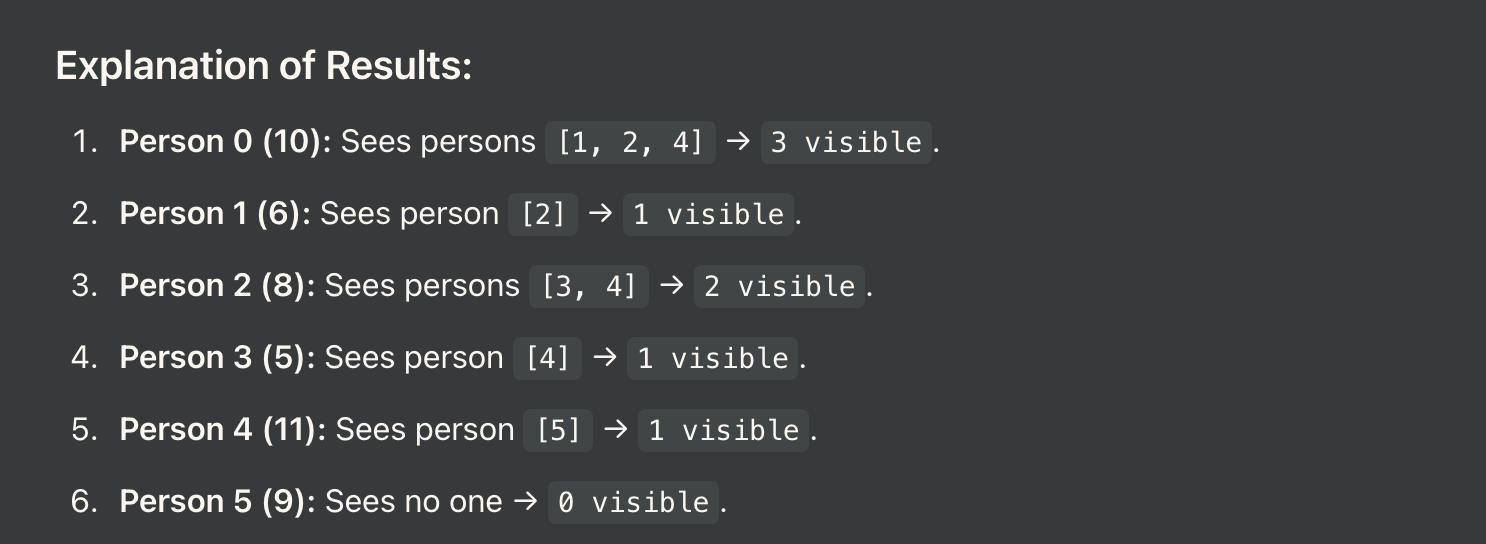 Explanation of Results:
1. Person 0 (10): Sees persons [1, 2, 4] → 3 visible.
2. Person 1 (6): Sees person [2] → 1 visible.
3. Person 2 (8): Sees persons [3, 4] → 2 visible.
4. Person 3 (5): Sees person [4] → 1 visible.
5. Person 4 (11): Sees person [5] → 1 visible.
6. Person 5 (9): Sees no one → 0 visible.